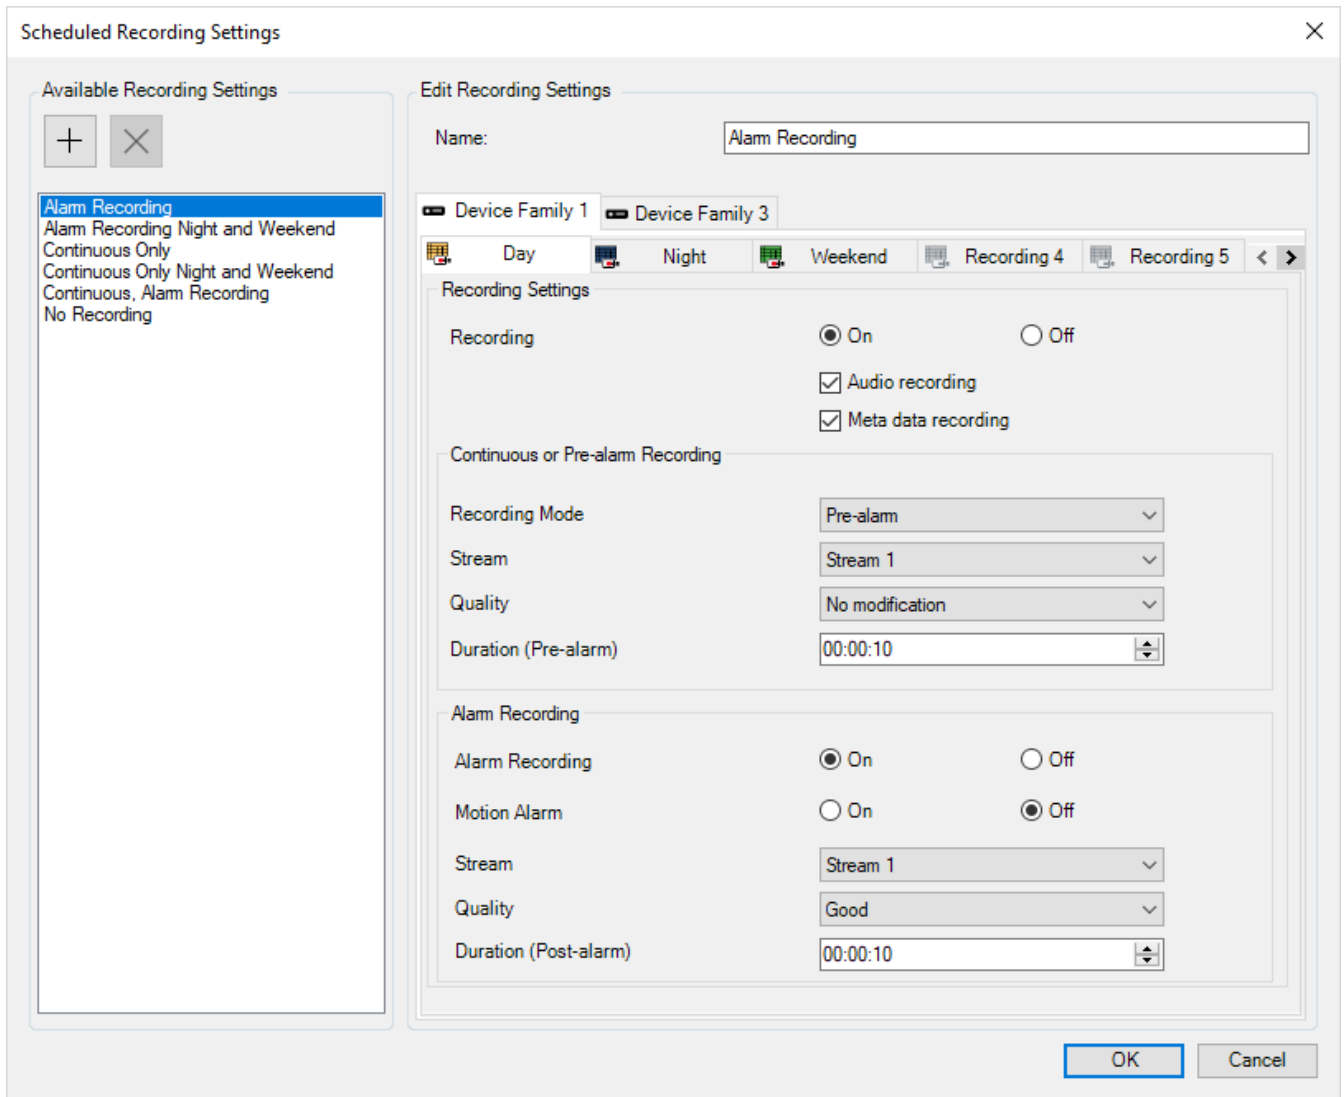 Scheduled Recording Settings
Available Recording Settings
Alarm Recording
Alarm Recording Night and Weekend
Continuous Only
Continuous Only Night and Weekend
Continuous, Alarm Recording
No Recording
Edit Recording Settings
Name: Alarm Recording
Device Family 1 Device Family 3
Day Night Weekend Recording 4 Recording 5
Recording Settings
Recording On Off
Audio recording
Meta data recording
Continuous or Pre-alarm Recording
Recording Mode Pre-alarm
Stream Stream 1
Quality No modification
Duration (Pre-alarm) 00:00:10
Alarm Recording
Alarm Recording On Off
Motion Alarm On Off
Stream Stream 1
Quality Good
Duration (Post-alarm) 00:00:10
OK Cancel